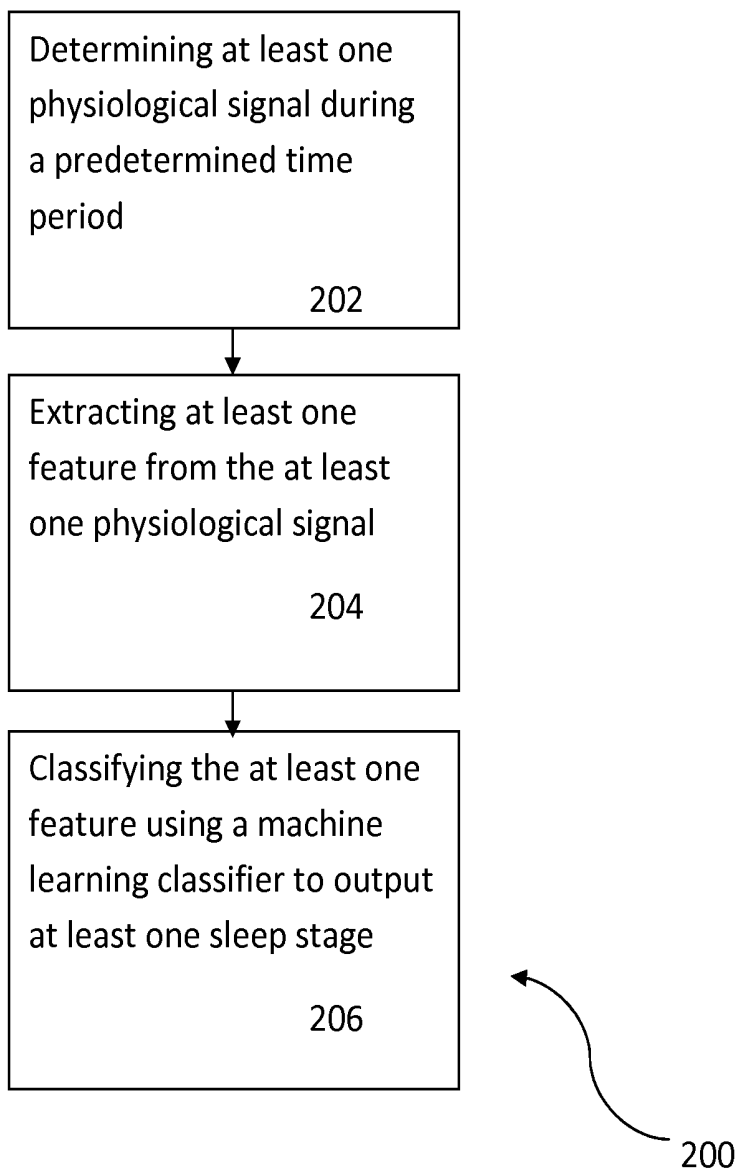 Determining at least one
physiological signal during
a predetermined time
period
202
Extracting at least one
feature from the at least
one physiological signal
204
Classifying the at least one
feature using a machine
learning classifier to output
at least one sleep stage
206
200